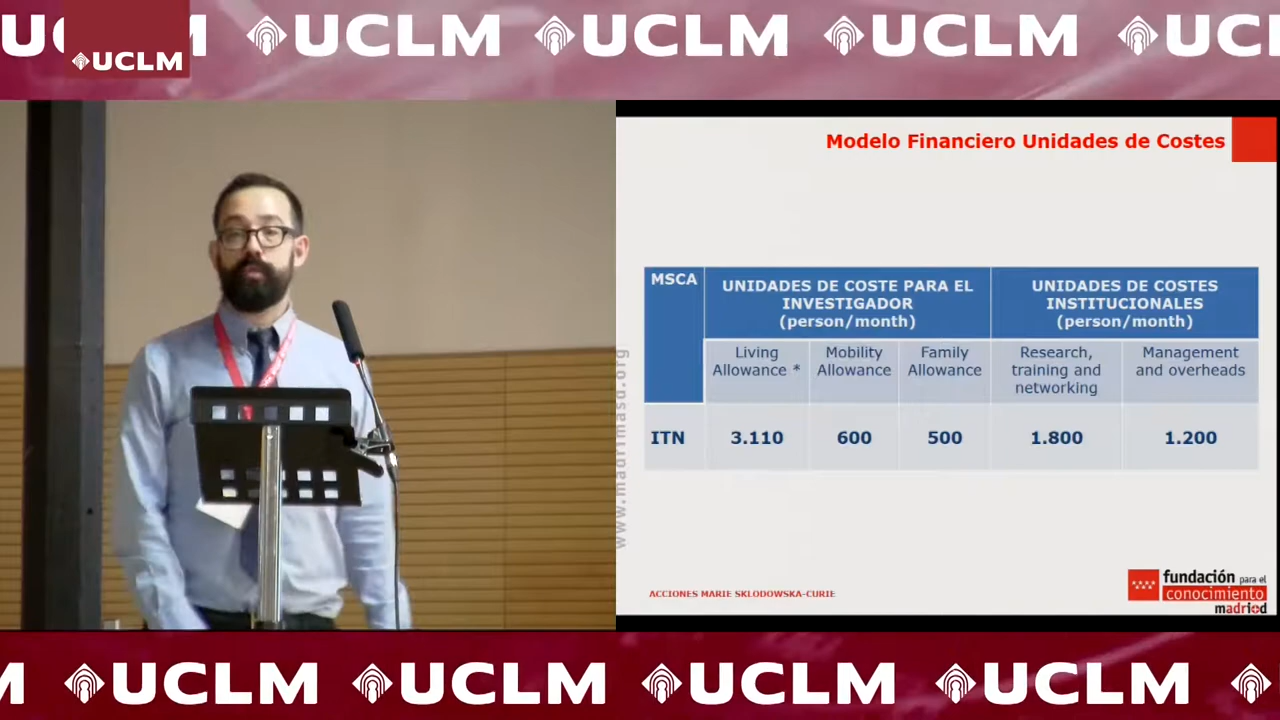 UCLM UCLM UCLM UCLM
UCLM
Modelo Financiero Unidades de Costes
MSCA
UNIDADES DE COSTE PARA EL
INVESTIGADOR
(person/month)
UNIDADES DE COSTES
INSTITUCIONALES
(person/month)
Living
Allowance *
Mobility
Allowance
Family
Allowance
Research,
training and
networking
Management
and overheads
ITN 3.110 600 500 1.800 1.200
www.madrimasd.org
ACCIONES MARIE SKLODOWSKA-CURIE
fundación para el
conocimiento
madri+d
UCLM UCLM UCLM UCLM